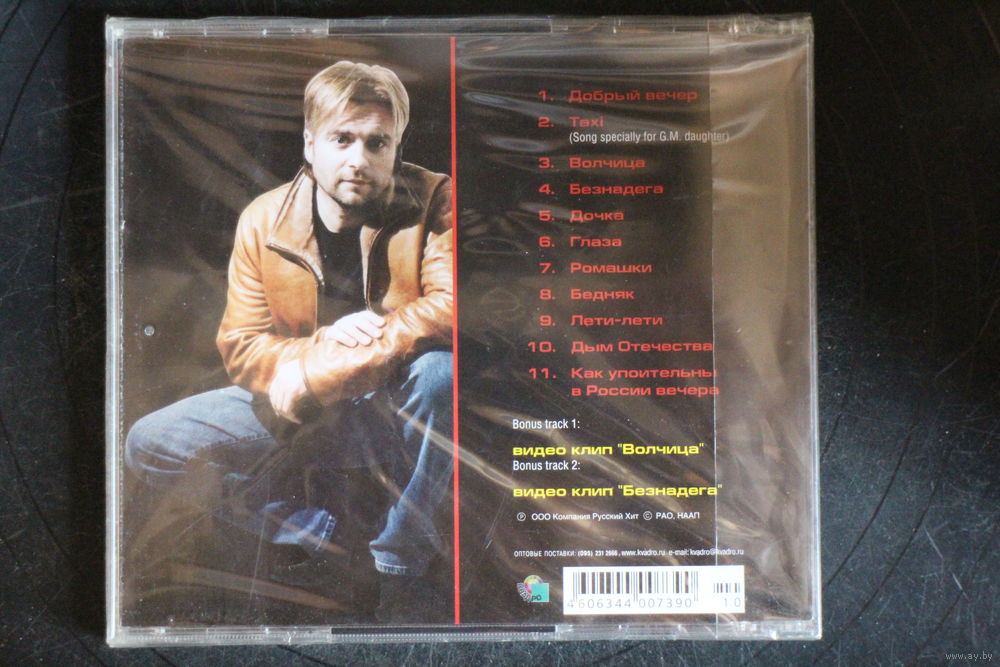 1. Добрый вечер
2. Taxi
(Song specially for G.M. daughter)
3. Волчица
4. Безнадега
5. Дочка
6. Глаза
7. Ромашки
8. Бедняк
9. Лети-лети
10. Дым Отечества
11. Как упоительны
в России вечера
Bonus track 1:
видео клип "Волчица"
Bonus track 2:
видео клип "Безнадега"
Ⓟ ООО Компания Русский Хит © РАО, НААП
ОПТОВЫЕ ПОСТАВКИ: (095) 231 2666, www.kvadro.ru e-mail: kvadro@kvadro.ru
4 606344 007390 10
www.ay.by